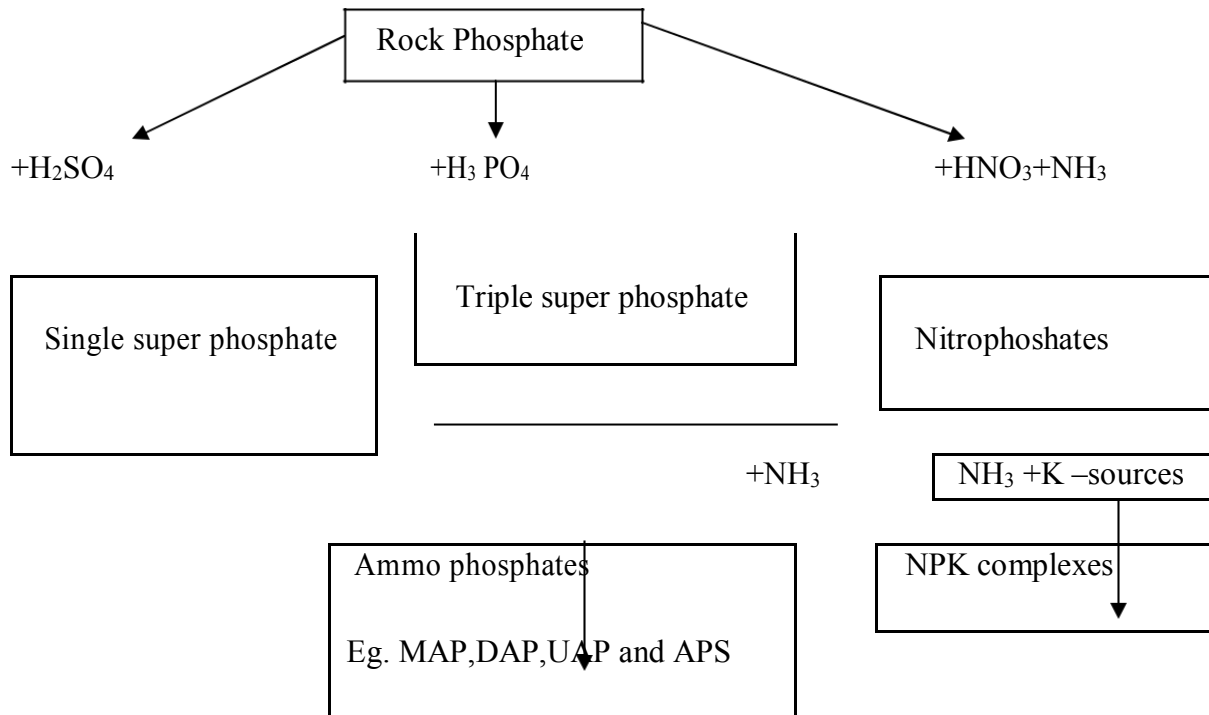 Rock Phosphate
+H₂SO₄ +H₃ PO₄ +HNO₃+NH₃
Triple super phosphate
Single super phosphate Nitrophoshates
+NH₃ NH₃ +K –sources
Ammo phosphates NPK complexes
Eg. MAP,DAP,UAP and APS